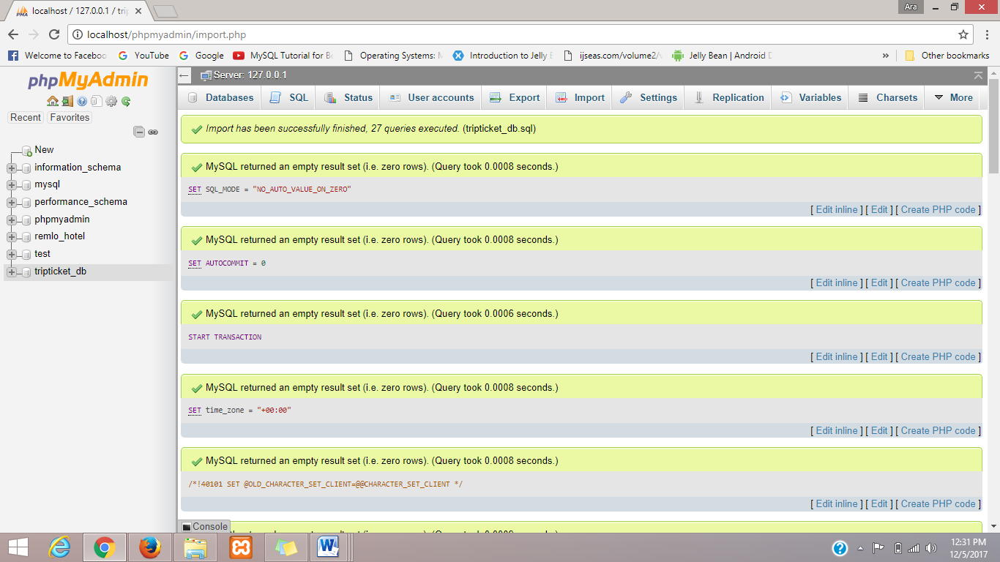 localhost / 127.0.0.1 / trip
Ara
localhost/phpmyadmin/import.php
Welcome to Faceboo
YouTube
Google
MySQL Tutorial for Be
Operating Systems: M
Introduction to Jelly B
ijseas.com/volume2/v
Jelly Bean | Android D
»
Other bookmarks
phpMyAdmin
Recent
Favorites
New
information_schema
mysql
performance_schema
phpmyadmin
remlo_hotel
test
tripticket_db
Server: 127.0.0.1
Databases
SQL
Status
User accounts
Export
Import
Settings
Replication
Variables
Charsets
More
Import has been successfully finished, 27 queries executed. (tripticket_db.sql)
MySQL returned an empty result set (i.e. zero rows). (Query took 0.0008 seconds.)
SET SQL_MODE = "NO_AUTO_VALUE_ON_ZERO"
[ Edit inline ] [ Edit ] [ Create PHP code ]
MySQL returned an empty result set (i.e. zero rows). (Query took 0.0008 seconds.)
SET AUTOCOMMIT = 0
[ Edit inline ] [ Edit ] [ Create PHP code ]
MySQL returned an empty result set (i.e. zero rows). (Query took 0.0006 seconds.)
START TRANSACTION
[ Edit inline ] [ Edit ] [ Create PHP code ]
MySQL returned an empty result set (i.e. zero rows). (Query took 0.0008 seconds.)
SET time_zone = "+00:00"
[ Edit inline ] [ Edit ] [ Create PHP code ]
MySQL returned an empty result set (i.e. zero rows). (Query took 0.0008 seconds.)
/*!40101 SET @OLD_CHARACTER_SET_CLIENT=@@CHARACTER_SET_CLIENT */
[ Edit inline ] [ Edit ] [ Create PHP code ]
Console
12:31 PM
12/5/2017